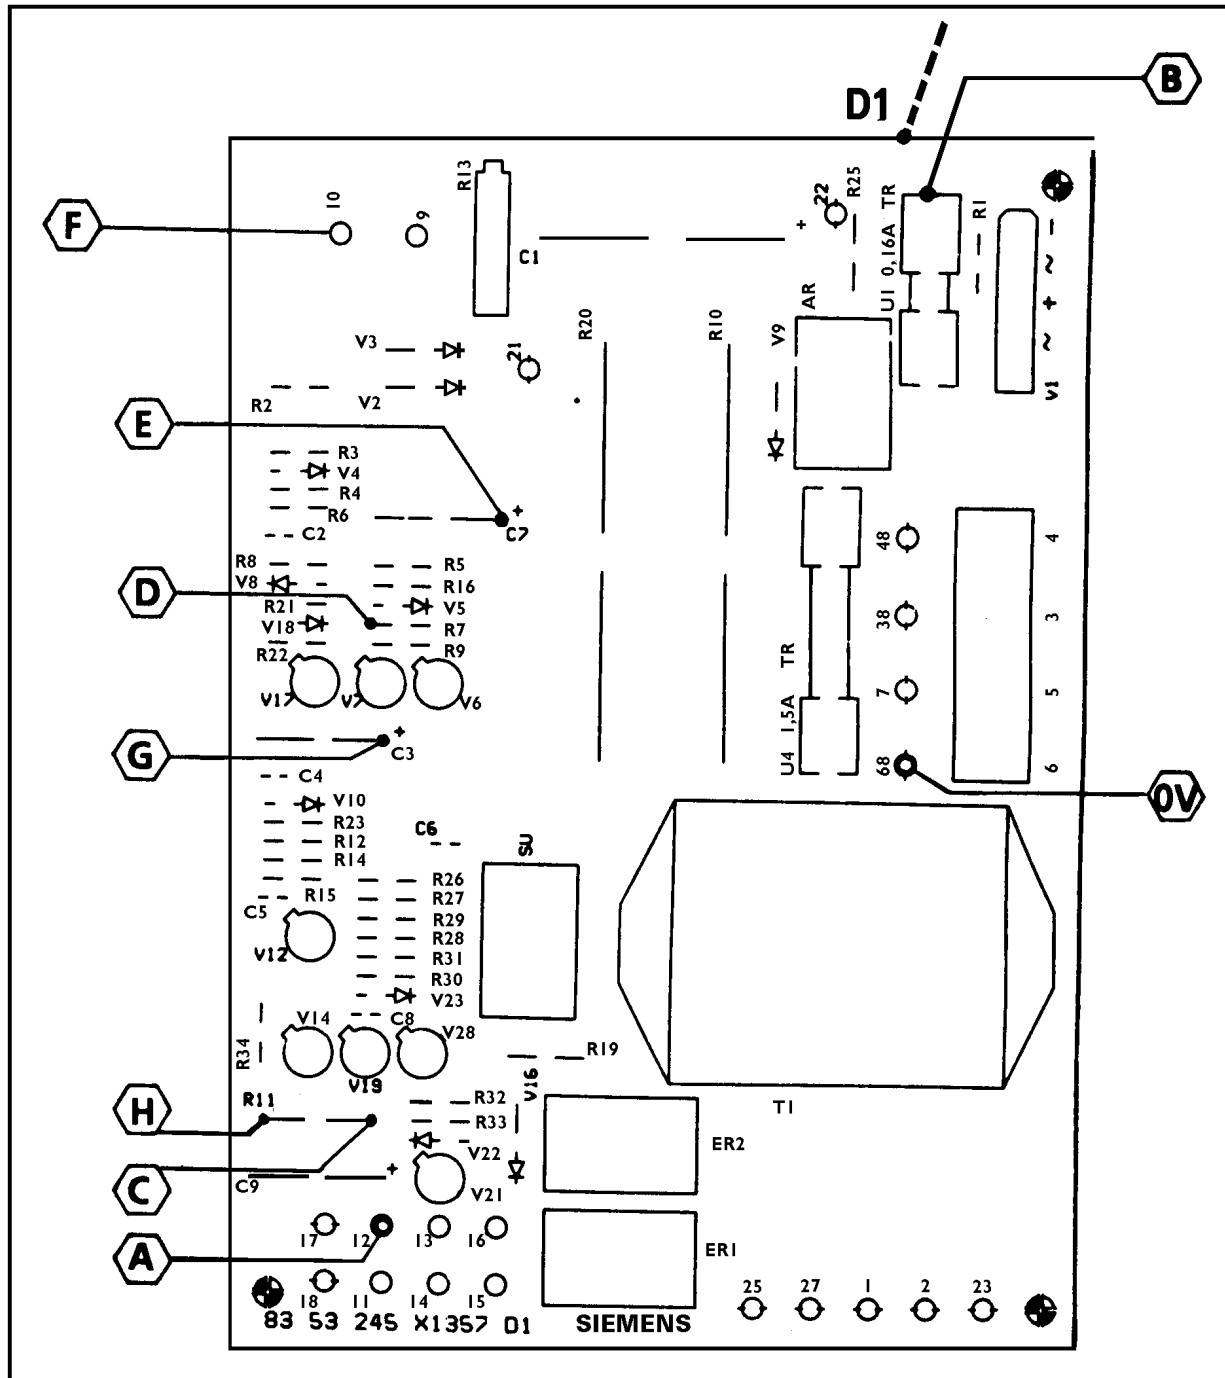 B
D1
F
10
9
R13
C1
+
22
R25
U1 0,16A TR
R1
- ~ + ~
V1
V3
V2
R2
21
R20
R10
V9
AR
E
R3
V4
R4
R6
C2
+
C7
D
R8
V8
R21
V18
R22
R5
R16
V5
R7
R9
V17
V7
V6
48
38
7
68
4
3
5
6
U4 1,5A TR
G
+
C3
C4
V10
R23
R12
R14
R15
C5
V12
C6
SU
0V
R26
R27
R29
R28
R31
R30
V23
C8
V14
V19
V28
R34
R19
V16
T1
H
R11
R32
R33
V22
V21
C
C9
+
ER2
ER1
A
17
12
13
16
18
11
14
15
25
27
1
2
23
83 53 245 X1357 D1
SIEMENS